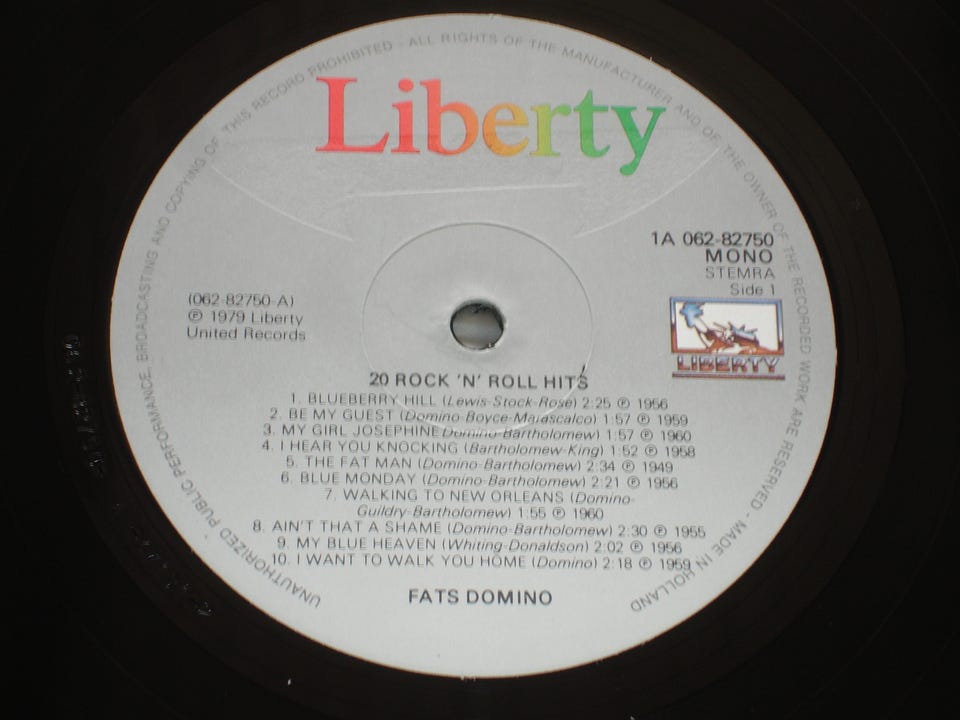 UNAUTHORIZED PUBLIC PERFORMANCE, BROADCASTING AND COPYING OF THIS RECORD PROHIBITED - ALL RIGHTS OF THE MANUFACTURER AND OF THE OWNER OF THE RECORDED WORK ARE RESERVED - MADE IN HOLLAND
Liberty
1A 062-82750
MONO
STEMRA
Side 1
(062-82750-A)
℗ 1979 Liberty
United Records
LIBERTY
20 ROCK 'N' ROLL HITS
1. BLUEBERRY HILL (Lewis-Stock-Rose) 2:25 ℗ 1956
2. BE MY GUEST (Domino-Boyce-Marascalco) 1:57 ℗ 1959
3. MY GIRL JOSEPHINE Domino-Bartholomew) 1:57 ℗ 1960
4. I HEAR YOU KNOCKING (Bartholomew-King) 1:52 ℗ 1958
5. THE FAT MAN (Domino-Bartholomew) 2:34 ℗ 1949
6. BLUE MONDAY (Domino-Bartholomew) 2:21 ℗ 1956
7. WALKING TO NEW ORLEANS (Domino-
Guildry-Bartholomew) 1:55 ℗ 1960
8. AIN'T THAT A SHAME (Domino-Bartholomew) 2:30 ℗ 1955
9. MY BLUE HEAVEN (Whiting-Donaldson) 2:02 ℗ 1956
10. I WANT TO WALK YOU HOME (Domino) 2:18 ℗ 1959
FATS DOMINO